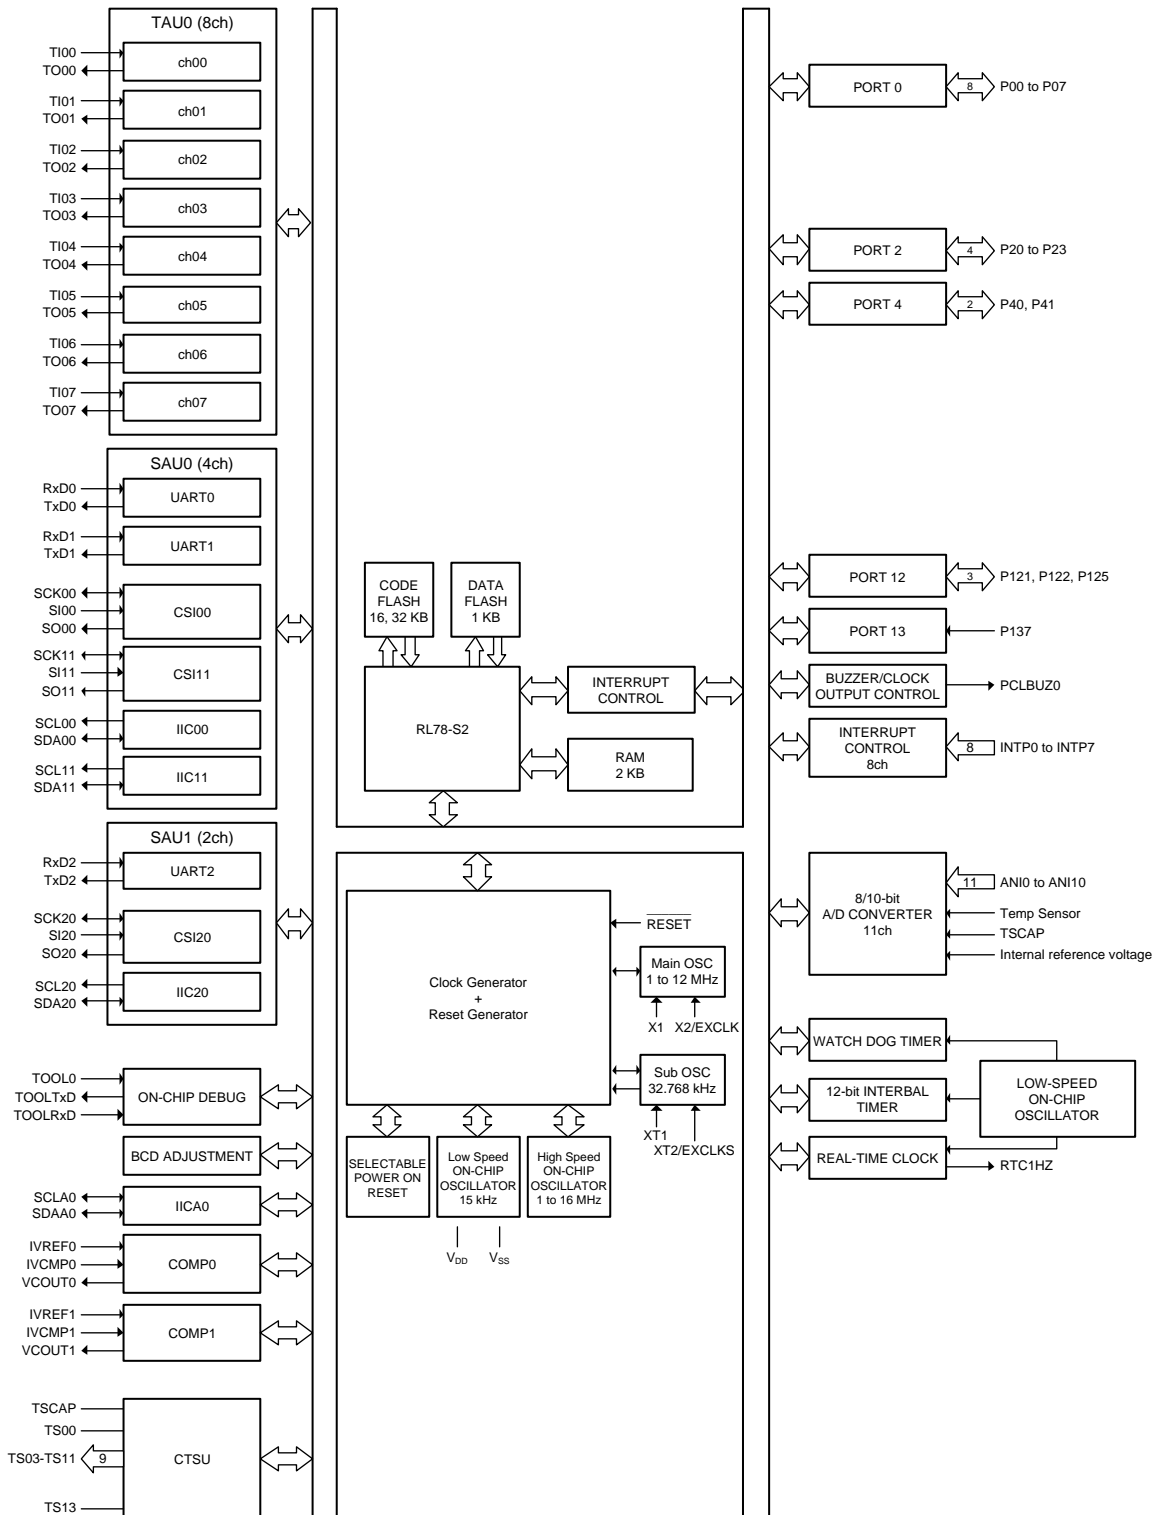 TAU0 (8ch)
TI00
TO00
ch00
TI01
TO01
ch01
TI02
TO02
ch02
TI03
TO03
ch03
TI04
TO04
ch04
TI05
TO05
ch05
TI06
TO06
ch06
TI07
TO07
ch07
SAU0 (4ch)
RxD0
TxD0
UART0
RxD1
TxD1
UART1
SCK00
SI00
SO00
CSI00
SCK11
SI11
SO11
CSI11
SCL00
SDA00
IIC00
SCL11
SDA11
IIC11
SAU1 (2ch)
RxD2
TxD2
UART2
SCK20
SI20
SO20
CSI20
SCL20
SDA20
IIC20
TOOL0
TOOLTxD
TOOLRxD
ON-CHIP DEBUG
BCD ADJUSTMENT
SCLA0
SDAA0
IICA0
IVREF0
IVCMP0
VCOUT0
COMP0
IVREF1
IVCMP1
VCOUT1
COMP1
TSCAP
TS00
TS03-TS11
9
TS13
CTSU
CODE
FLASH
16, 32 KB
DATA
FLASH
1 KB
RL78-S2
INTERRUPT
CONTROL
RAM
2 KB
Clock Generator
+
Reset Generator
RESET
Main OSC
1 to 12 MHz
X1 X2/EXCLK
Sub OSC
32.768 kHz
XT1
XT2/EXCLKS
SELECTABLE
POWER ON
RESET
Low Speed
ON-CHIP
OSCILLATOR
15 kHz
High Speed
ON-CHIP
OSCILLATOR
1 to 16 MHz
VDD VSS
PORT 0
8
P00 to P07
PORT 2
4
P20 to P23
PORT 4
2
P40, P41
PORT 12
3
P121, P122, P125
PORT 13
P137
BUZZER/CLOCK
OUTPUT CONTROL
PCLBUZ0
INTERRUPT
CONTROL
8ch
8
INTP0 to INTP7
8/10-bit
A/D CONVERTER
11ch
11
ANI0 to ANI10
Temp Sensor
TSCAP
Internal reference voltage
WATCH DOG TIMER
12-bit INTERBAL
TIMER
REAL-TIME CLOCK
RTC1HZ
LOW-SPEED
ON-CHIP
OSCILLATOR